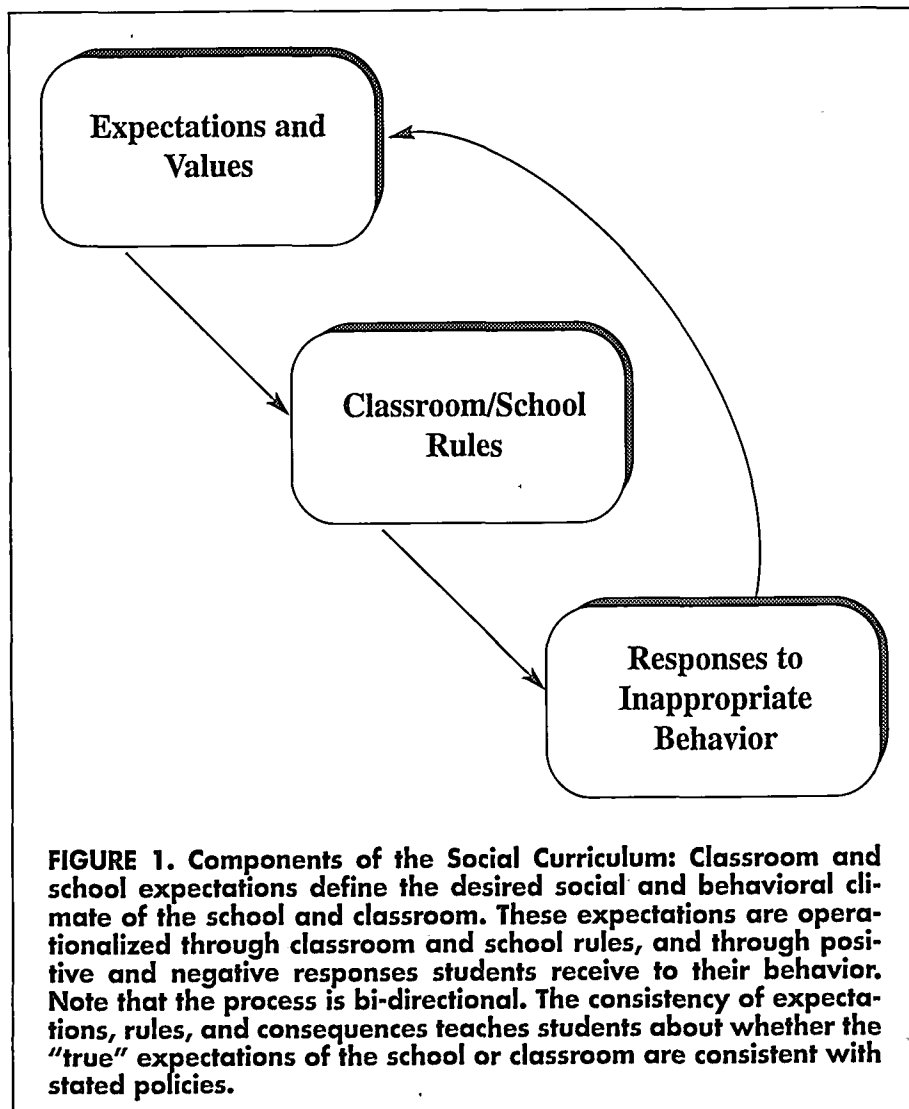 Expectations and
Values
Classroom/School
Rules
Responses to
Inappropriate
Behavior
FIGURE 1. Components of the Social Curriculum: Classroom and
school expectations define the desired social and behavioral cli-
mate of the school and classroom. These expectations are opera-
tionalized through classroom and school rules, and through posi-
tive and negative responses students receive to their behavior.
Note that the process is bi-directional. The consistency of expecta-
tions, rules, and consequences teaches students about whether the
"true" expectations of the school or classroom are consistent with
stated policies.